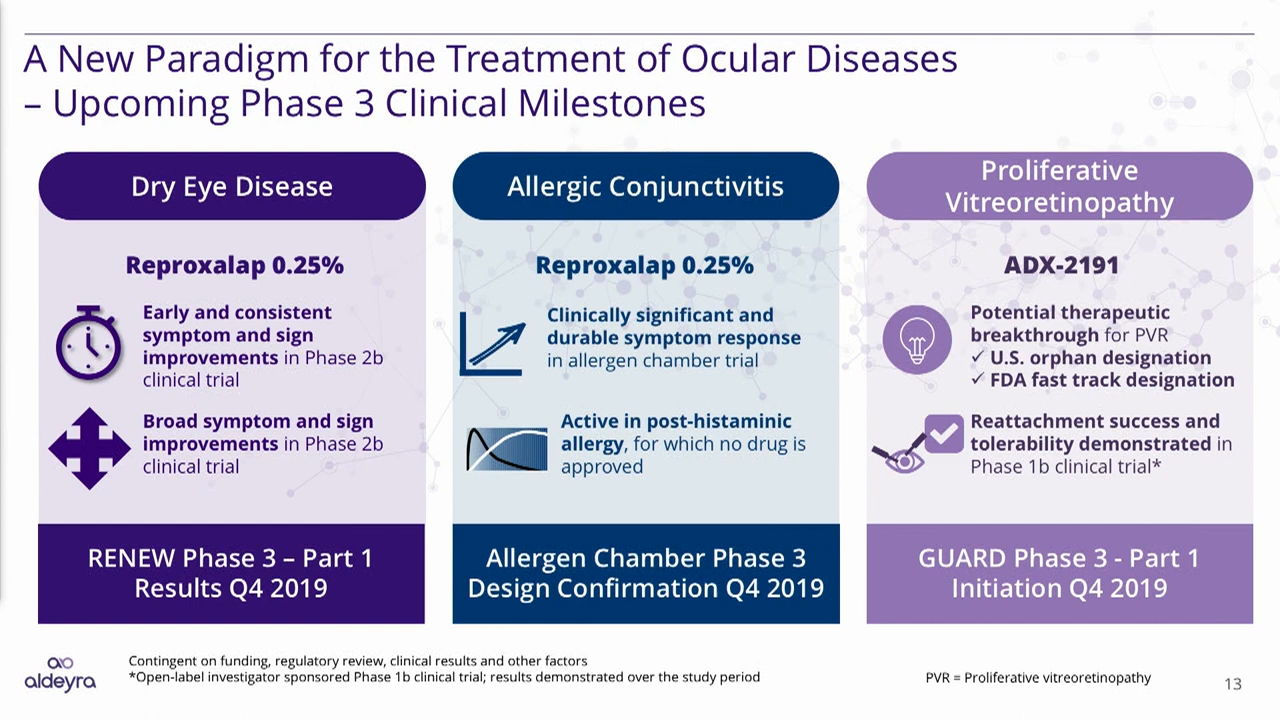 A New Paradigm for the Treatment of Ocular Diseases
– Upcoming Phase 3 Clinical Milestones
Dry Eye Disease
Reproxalap 0.25%
Early and consistent
symptom and sign
improvements in Phase 2b
clinical trial
Broad symptom and sign
improvements in Phase 2b
clinical trial
RENEW Phase 3 – Part 1
Results Q4 2019
Allergic Conjunctivitis
Reproxalap 0.25%
Clinically significant and
durable symptom response
in allergen chamber trial
Active in post-histaminic
allergy, for which no drug is
approved
Allergen Chamber Phase 3
Design Confirmation Q4 2019
Proliferative
Vitreoretinopathy
ADX-2191
Potential therapeutic
breakthrough for PVR
✓ U.S. orphan designation
✓ FDA fast track designation
Reattachment success and
tolerability demonstrated in
Phase 1b clinical trial*
GUARD Phase 3 - Part 1
Initiation Q4 2019
aldeyra
Contingent on funding, regulatory review, clinical results and other factors
*Open-label investigator sponsored Phase 1b clinical trial; results demonstrated over the study period
PVR = Proliferative vitreoretinopathy
13